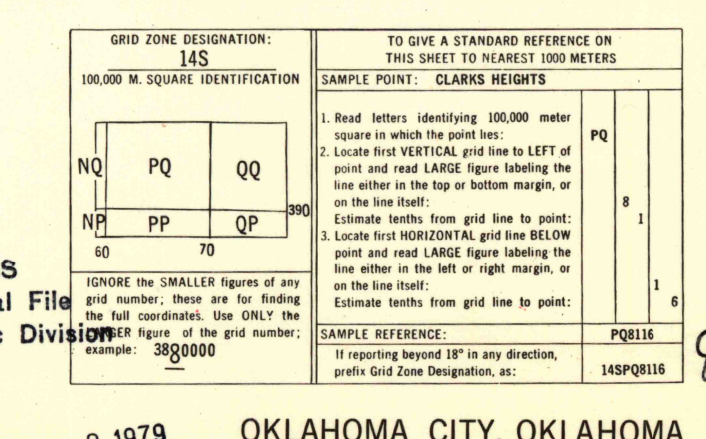 GRID ZONE DESIGNATION:
14S
100,000 M. SQUARE IDENTIFICATION
NQ PQ QQ
390
NP PP QP
60 70
IGNORE the SMALLER figures of any
grid number; these are for finding
the full coordinates. Use ONLY the
LARGER figure of the grid number;
example: 3880000
TO GIVE A STANDARD REFERENCE ON
THIS SHEET TO NEAREST 1000 METERS
SAMPLE POINT: CLARKS HEIGHTS
1. Read letters identifying 100,000 meter
square in which the point lies: PQ
2. Locate first VERTICAL grid line to LEFT of
point and read LARGE figure labeling the
line either in the top or bottom margin, or
on the line itself: 8
Estimate tenths from grid line to point: 1
3. Locate first HORIZONTAL grid line BELOW
point and read LARGE figure labeling the
line either in the left or right margin, or
on the line itself: 1
Estimate tenths from grid line to point: 6
SAMPLE REFERENCE: PQ8116
If reporting beyond 18° in any direction,
prefix Grid Zone Designation, as: 14SPQ8116
S
l File
c Division
1979
OKLAHOMA CITY, OKLAHOMA